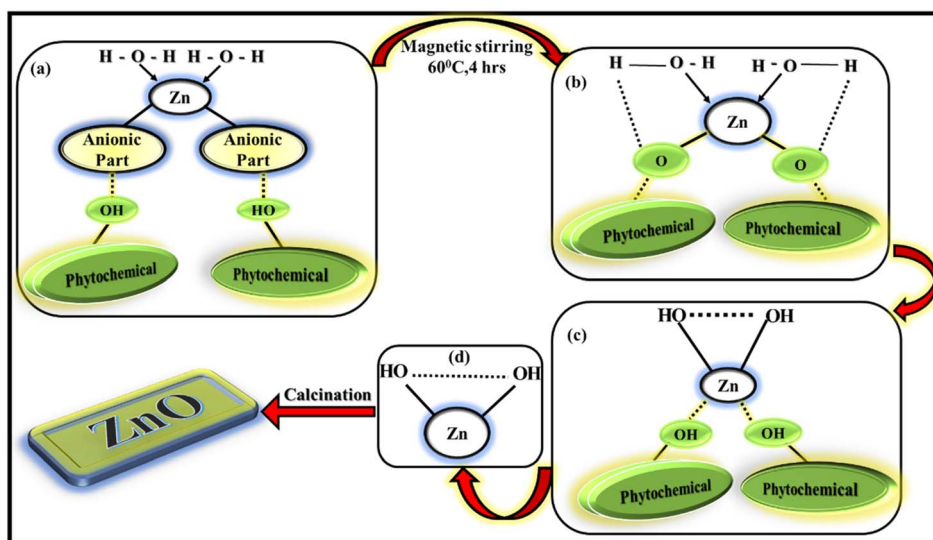 (a)
H - O - H H - O - H
Zn
Anionic
Part
Anionic
Part
OH
HO
Phytochemical
Phytochemical
Magnetic stirring
60⁰C,4 hrs
(b)
H O - H
H - O H
Zn
O
O
Phytochemical
Phytochemical
(c)
HO OH
Zn
OH
OH
Phytochemical
Phytochemical
(d)
HO OH
Zn
Calcination
ZnO